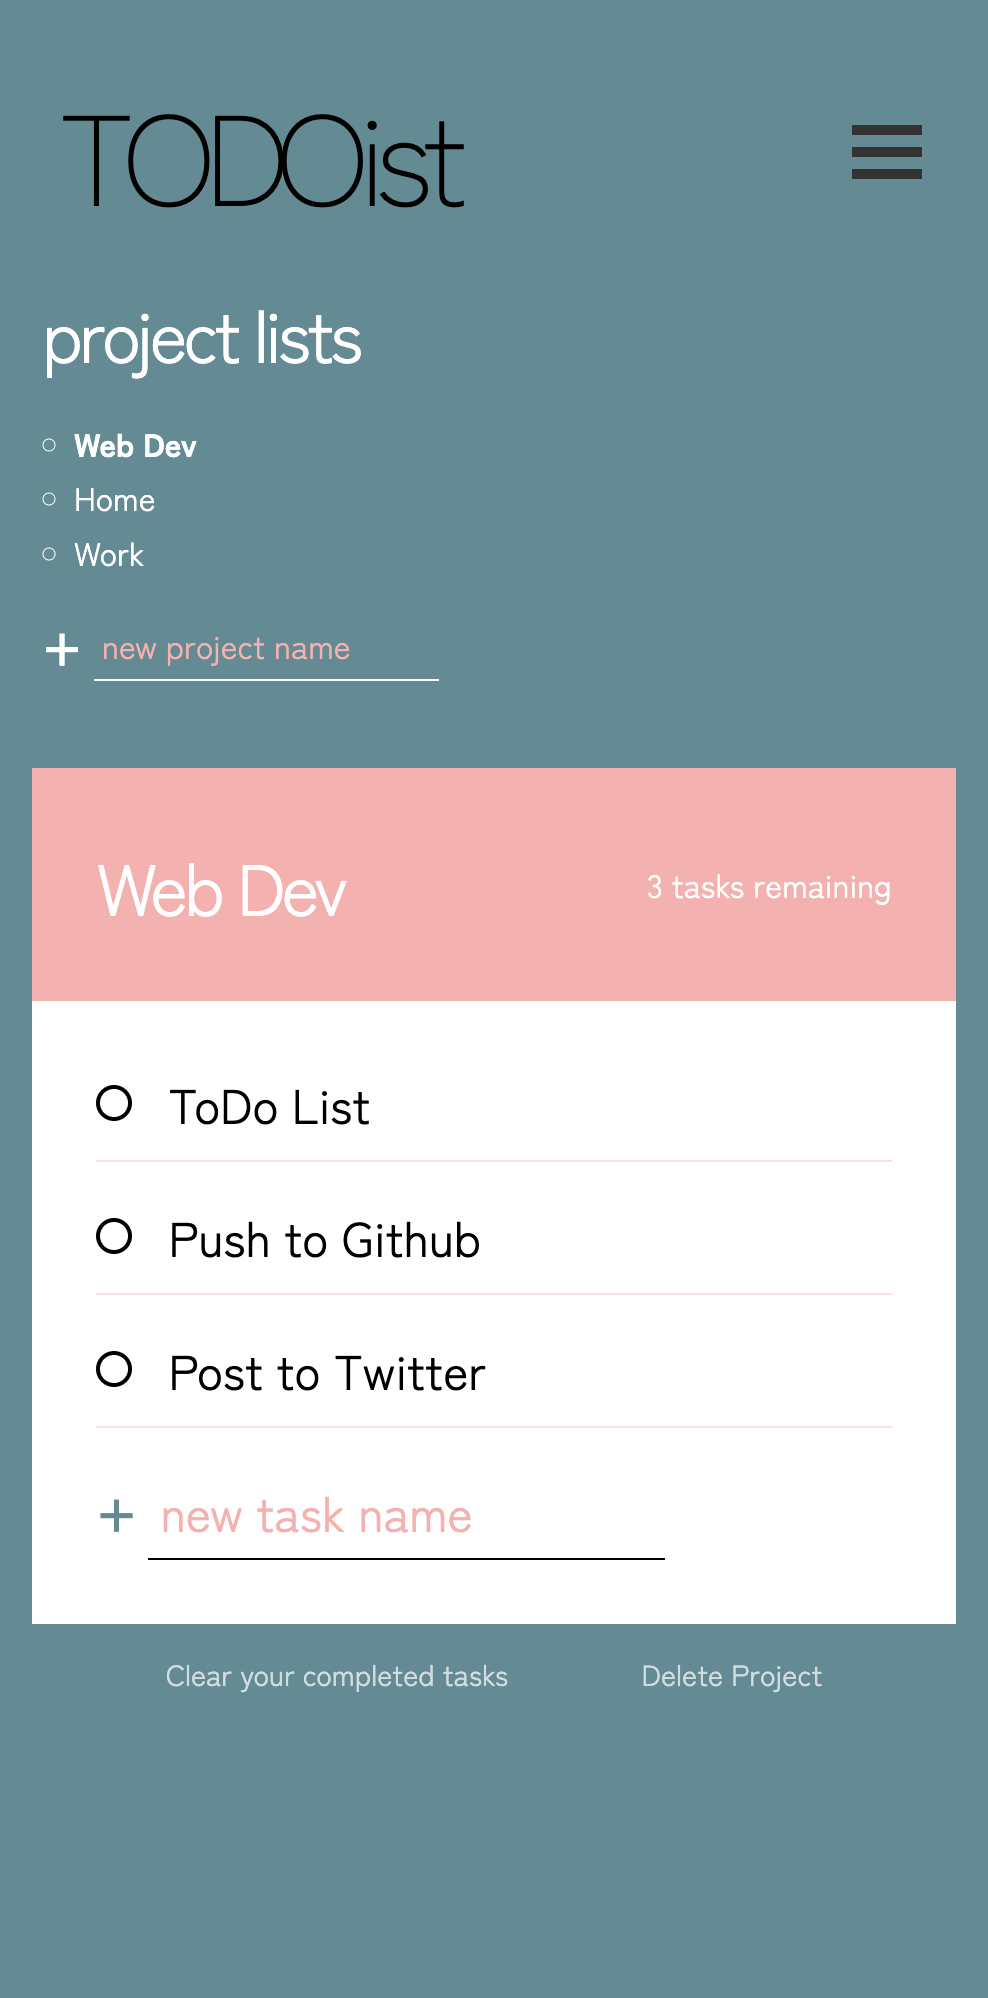 TODOist
project lists
Web Dev
Home
Work
+ new project name
Web Dev
3 tasks remaining
ToDo List
Push to Github
Post to Twitter
+ new task name
Clear your completed tasks
Delete Project